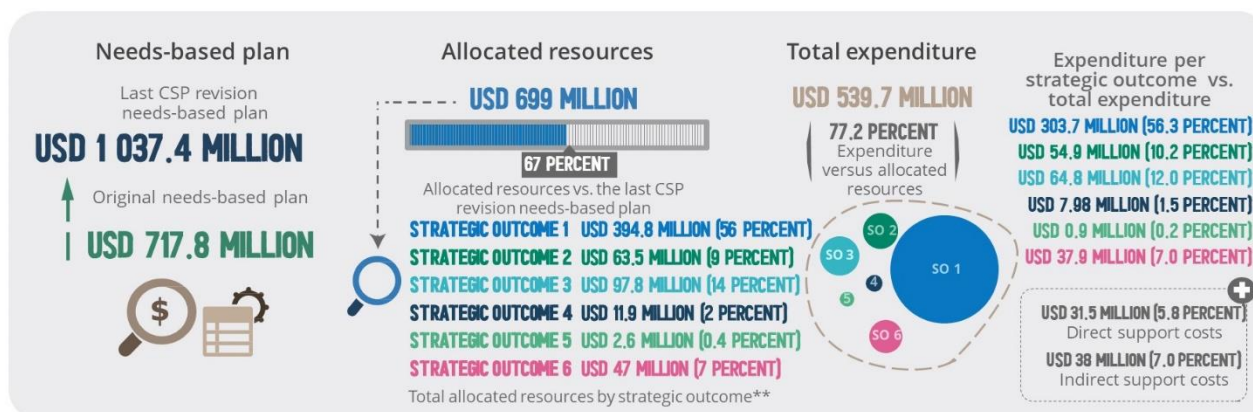 Needs-based plan
Last CSP revision
needs-based plan
USD 1 037.4 MILLION
Original needs-based plan
USD 717.8 MILLION
$
Allocated resources
USD 699 MILLION
67 PERCENT
Allocated resources vs. the last CSP
revision needs-based plan
STRATEGIC OUTCOME 1 USD 394.8 MILLION (56 PERCENT)
STRATEGIC OUTCOME 2 USD 63.5 MILLION (9 PERCENT)
STRATEGIC OUTCOME 3 USD 97.8 MILLION (14 PERCENT)
STRATEGIC OUTCOME 4 USD 11.9 MILLION (2 PERCENT)
STRATEGIC OUTCOME 5 USD 2.6 MILLION (0.4 PERCENT)
STRATEGIC OUTCOME 6 USD 47 MILLION (7 PERCENT)
Total allocated resources by strategic outcome**
Total expenditure
USD 539.7 MILLION
77.2 PERCENT
Expenditure
versus allocated
resources
SO 2
SO 3
SO 1
4
5
SO 6
Expenditure per
strategic outcome vs.
total expenditure
USD 303.7 MILLION (56.3 PERCENT)
USD 54.9 MILLION (10.2 PERCENT)
USD 64.8 MILLION (12.0 PERCENT)
USD 7.98 MILLION (1.5 PERCENT)
USD 0.9 MILLION (0.2 PERCENT)
USD 37.9 MILLION (7.0 PERCENT)
USD 31.5 MILLION (5.8 PERCENT)
Direct support costs
USD 38 MILLION (7.0 PERCENT)
Indirect support costs